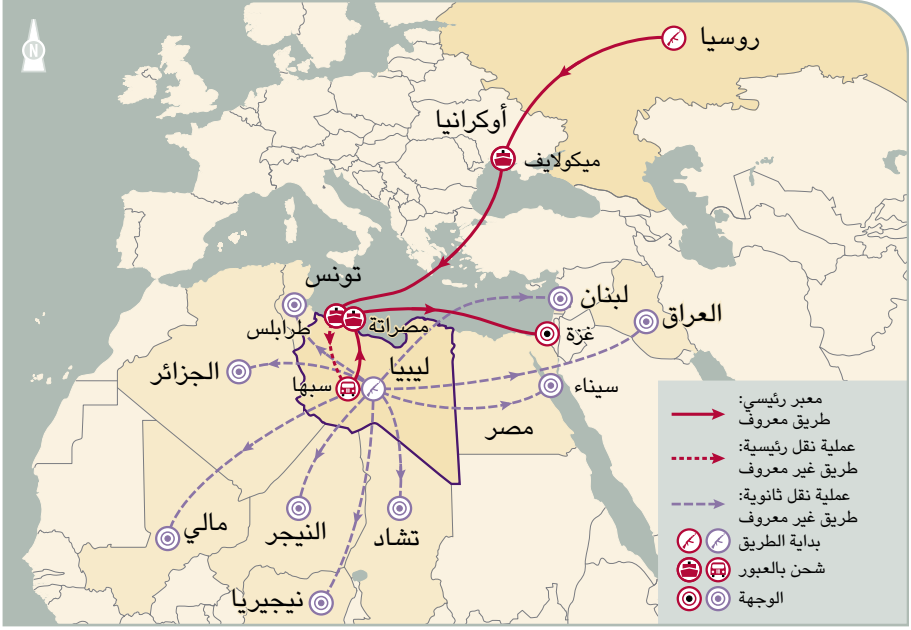 N
روسيا
أوكرانيا
ميكولايف
تونس
طرابلس
مصراتة
لبنان
العراق
غزة
ليبيا
سبها
الجزائر
سيناء
مصر
مالي
النيجر
تشاد
نيجيريا
معبر رئيسي:
طريق معروف
عملية نقل رئيسية:
طريق غير معروف
عملية نقل ثانوية:
طريق غير معروف
بداية الطريق
شحن بالعبور
الوجهة